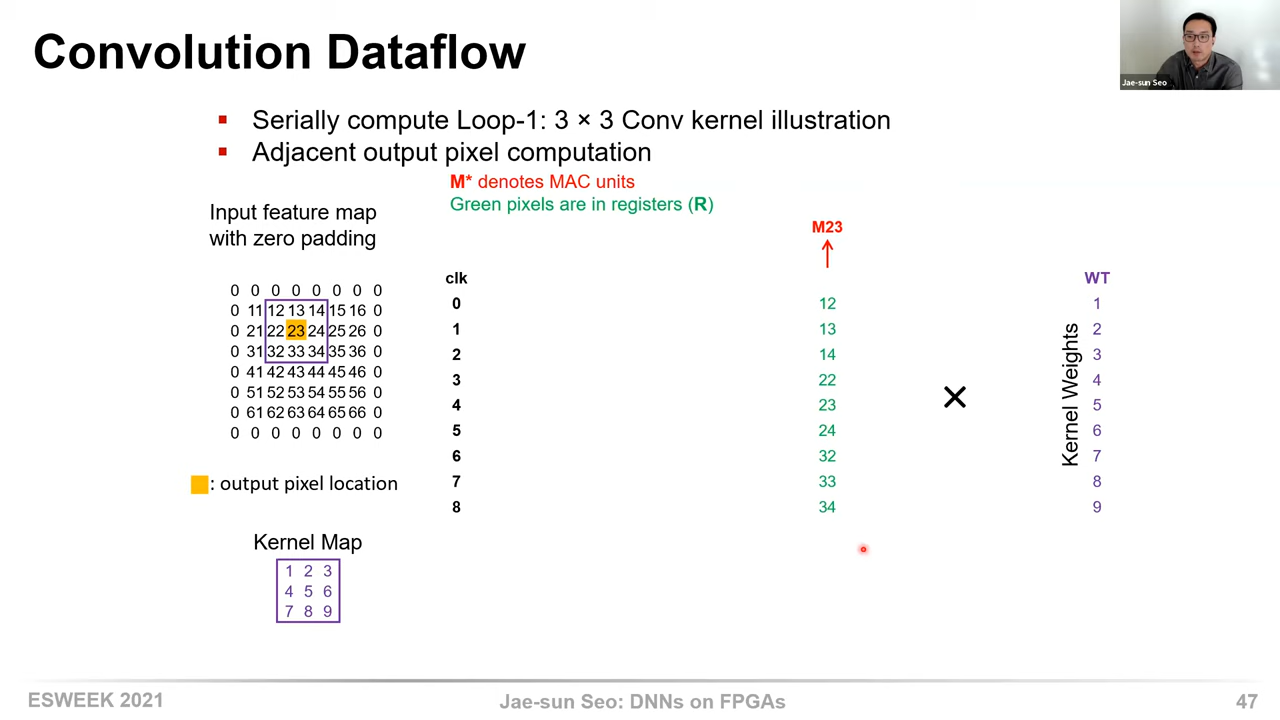 Convolution Dataflow
Jae-sun Seo
▪ Serially compute Loop-1: 3 × 3 Conv kernel illustration
▪ Adjacent output pixel computation
M* denotes MAC units
Green pixels are in registers (R)
Input feature map
with zero padding
0 0 0 0 0 0 0 0
0 11 12 13 14 15 16 0
0 21 22 23 24 25 26 0
0 31 32 33 34 35 36 0
0 41 42 43 44 45 46 0
0 51 52 53 54 55 56 0
0 61 62 63 64 65 66 0
0 0 0 0 0 0 0 0
: output pixel location
Kernel Map
1 2 3
4 5 6
7 8 9
clk
0
1
2
3
4
5
6
7
8
M23
12
13
14
22
23
24
32
33
34
×
Kernel Weights
WT
1
2
3
4
5
6
7
8
9
ESWEEK 2021
Jae-sun Seo: DNNs on FPGAs
47